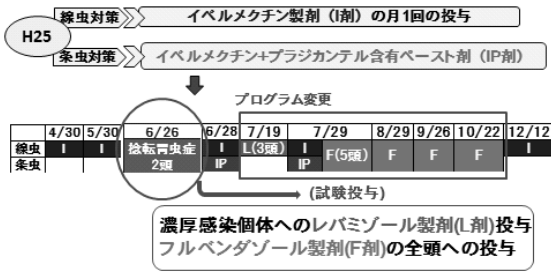 線虫対策
イベルメクチン製剤（I剤）の月1回の投与
H25
条虫対策
イベルメクチン+プラジカンテル含有ペースト剤（IP剤）
プログラム変更
4/30 5/30 6/26 6/28 7/19 7/29 8/29 9/26 10/22 12/12
線虫 I I 捻転胃虫症 I L(3頭) I F(5頭) F F F I
条虫 2頭 IP IP
(試験投与)
濃厚感染個体へのレバミゾール製剤(L剤)投与
フルベンダゾール製剤(F剤)の全頭への投与